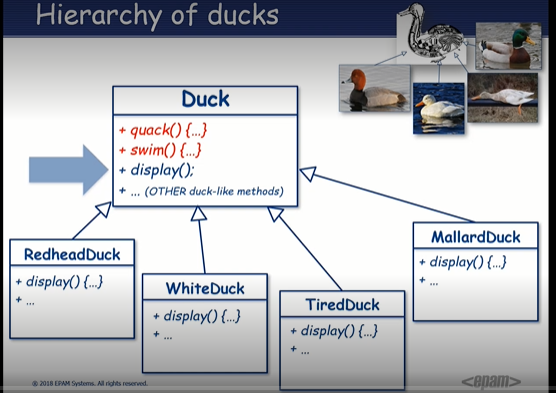 Hierarchy of ducks
Duck
+ quack() {...}
+ swim() {...}
+ display();
+ ... (OTHER duck-like methods)
RedheadDuck
+ display() {...}
+ ...
WhiteDuck
+ display() {...}
+ ...
TiredDuck
+ display() {...}
+ ...
MallardDuck
+ display() {...}
+ ...
© 2018 EPAM Systems. All rights reserved.
<epam>